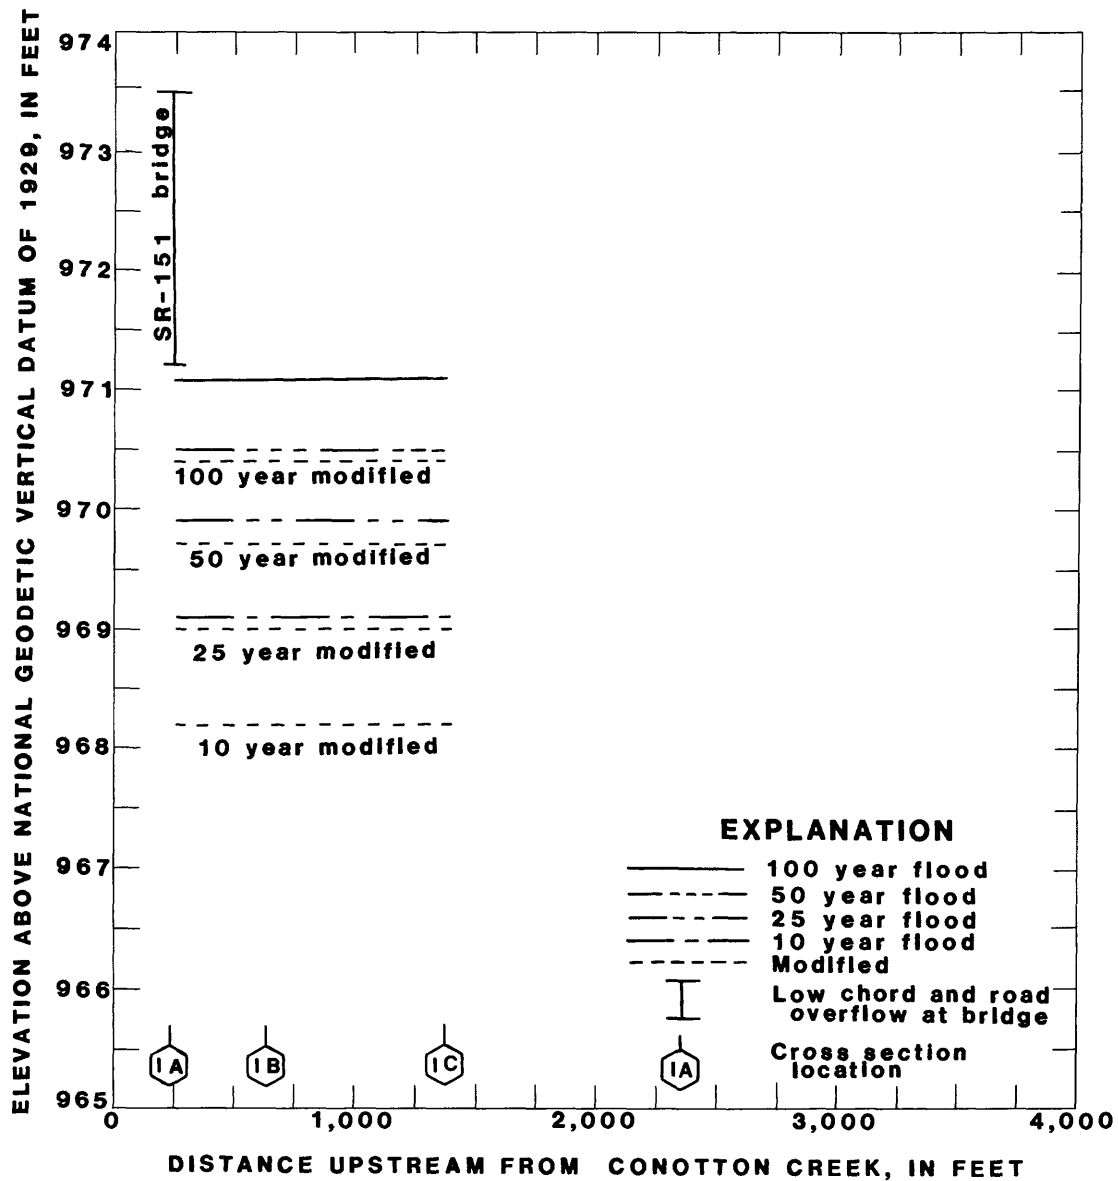 ELEVATION ABOVE NATIONAL GEODETIC VERTICAL DATUM OF 1929, IN FEET
974
973
972
971
970
969
968
967
966
965
SR-151 bridge
100 year modified
50 year modified
25 year modified
10 year modified
EXPLANATION
100 year flood
50 year flood
25 year flood
10 year flood
Modified
Low chord and road
overflow at bridge
Cross section
location
IA
IB
IC
IA
0
1,000
2,000
3,000
4,000
DISTANCE UPSTREAM FROM CONOTTON CREEK, IN FEET